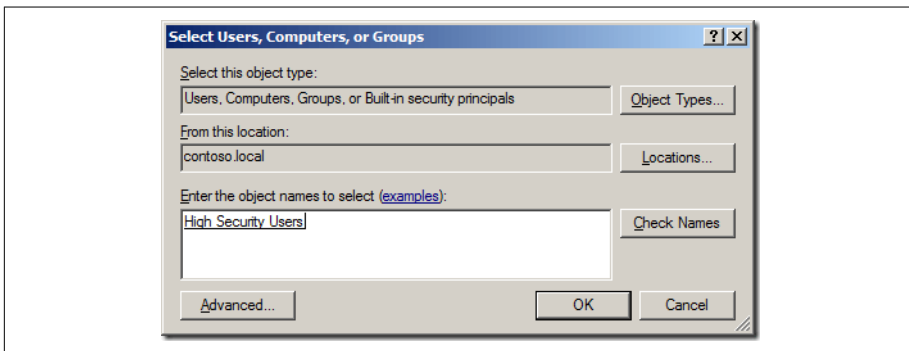 Select Users, Computers, or Groups
Select this object type:
Users, Computers, Groups, or Built-in security principals
Object Types...
From this location:
contoso.local
Locations...
Enter the object names to select (examples):
High Security Users
Check Names
Advanced...
OK
Cancel